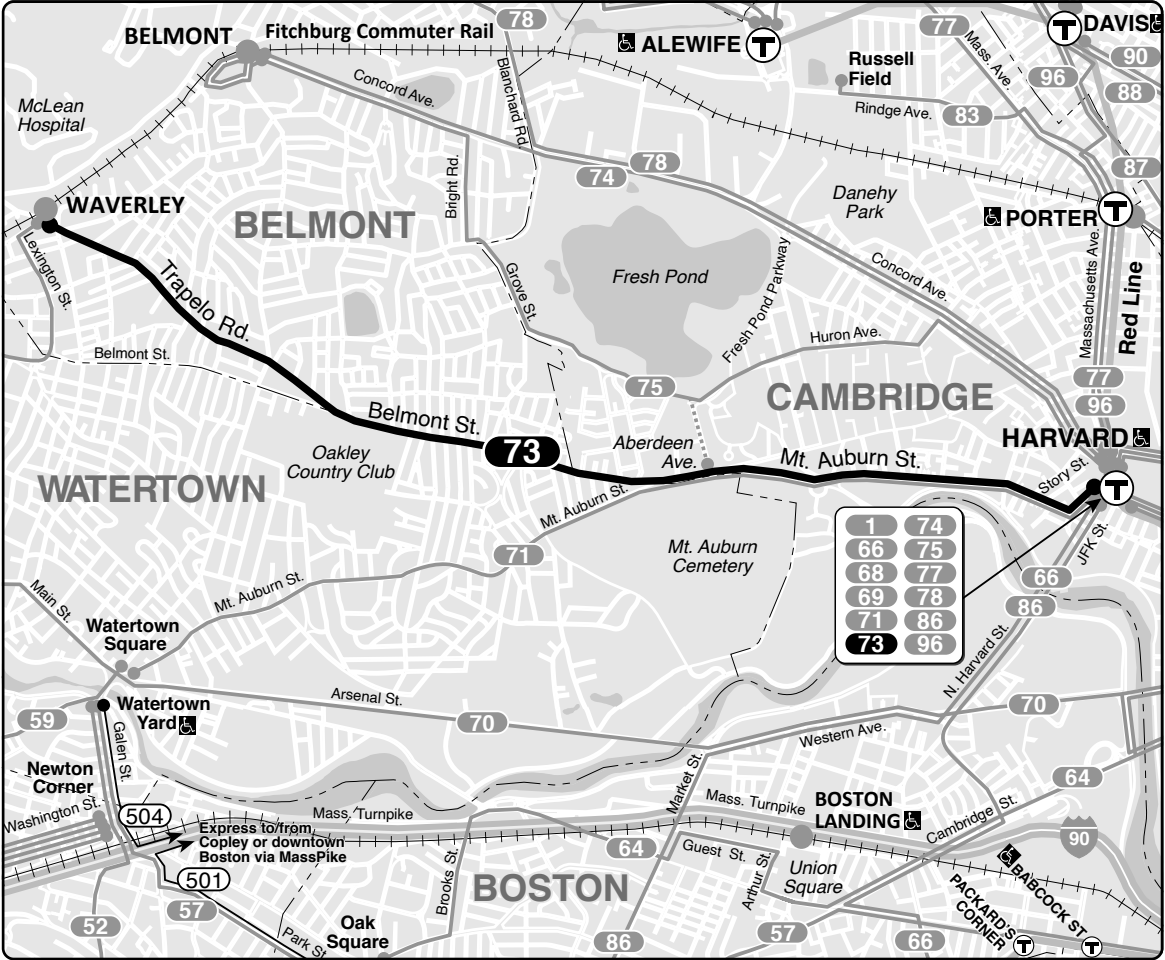 78
77
DAVIS
BELMONT
Fitchburg Commuter Rail
ALEWIFE
T
T
Mass. Ave.
90
Russell
Field
96
88
Concord Ave.
Blanchard Rd.
McLean
Hospital
Rindge Ave.
83
78
74
87
Bright Rd.
Danehy
Park
WAVERLEY
BELMONT
PORTER
T
Lexington St.
Trapelo Rd.
Grove St.
Fresh Pond
Fresh Pond Parkway
Concord Ave.
Massachusetts Ave.
Red Line
Huron Ave.
Belmont St.
75
77
CAMBRIDGE
96
Belmont St.
HARVARD
73
Oakley
Country Club
Aberdeen
Ave.
Mt. Auburn St.
Story St.
T
WATERTOWN
Mt. Auburn St.
JFK St.
1
74
66
75
68
77
69
78
71
86
73
96
71
Mt. Auburn
Cemetery
66
86
Main St.
Mt. Auburn St.
Watertown
Square
N. Harvard St.
Arsenal St.
Watertown
Yard
59
70
70
Galen St.
Western Ave.
Newton
Corner
Market St.
64
Washington St.
504
Mass. Turnpike
Mass. Turnpike
BOSTON
LANDING
Cambridge St.
90
Express to/from
Copley or downtown
Boston via MassPike
64
Guest St.
Brooks St.
Arthur St.
Union
Square
501
BOSTON
BABCOCK ST
PACKARD'S
CORNER
57
52
Park St
Oak
Square
86
57
66
T
T